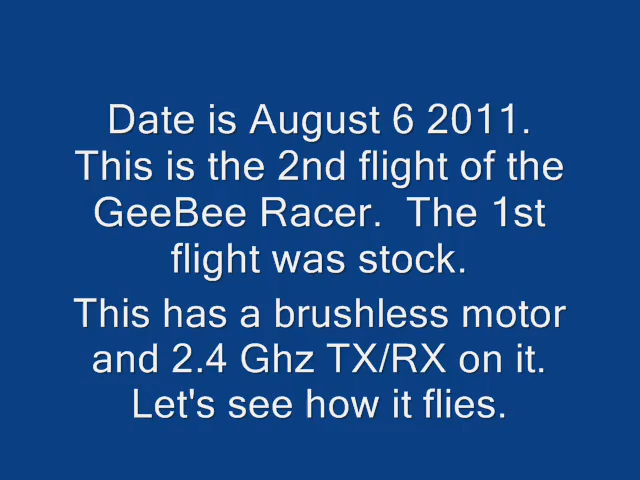 Date is August 6 2011.
This is the 2nd flight of the
GeeBee Racer.  The 1st
flight was stock.
This has a brushless motor
and 2.4 Ghz TX/RX on it.
Let's see how it flies.